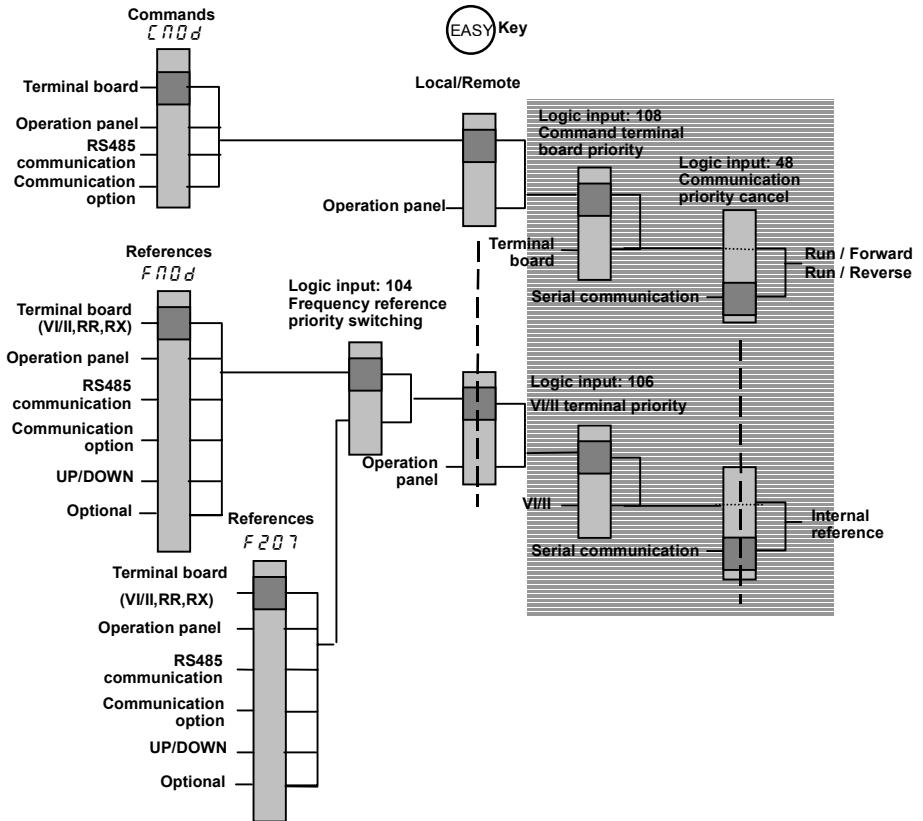 Commands
CMOd
EASY Key
Local/Remote
Terminal board
Operation panel
RS485
communication
Communication
option
Operation panel
Logic input: 108
Command terminal
board priority
Terminal
board
Logic input: 48
Communication
priority cancel
Serial communication
Run / Forward
Run / Reverse
References
FMOd
Terminal board
(VI/II,RR,RX)
Operation panel
RS485
communication
Communication
option
UP/DOWN
Optional
Logic input: 104
Frequency reference
priority switching
Operation
panel
Logic input: 106
VI/II terminal priority
VI/II
Serial communication
Internal
reference
References
F207
Terminal board
(VI/II,RR,RX)
Operation panel
RS485
communication
Communication
option
UP/DOWN
Optional